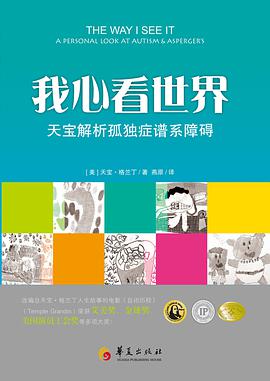 THE WAY I SEE IT
A PERSONAL LOOK AT AUTISM & ASPERGER'S
我心看世界
天宝解析孤独症谱系障碍
[美] 天宝·格兰丁/著 燕原/译
改编自天宝·格兰丁人生故事的电影《自闭历程》
(Temple Grandin) 荣获艾美奖、金球奖、
美国演员工会奖等多项大奖!
IP
华夏出版社
HUAXIA PUBLISHING HOUSE